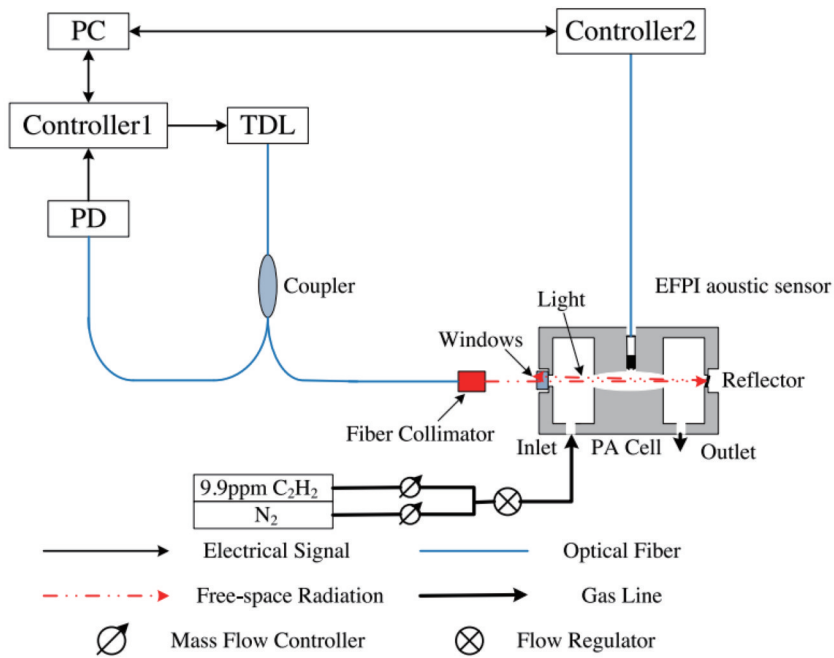 PC
Controller2
Controller1
TDL
PD
Coupler
EFPI aoustic sensor
Light
Windows
Reflector
Fiber Collimator
Inlet
PA Cell
Outlet
9.9ppm C₂H₂
N₂
Electrical Signal
Optical Fiber
Free-space Radiation
Gas Line
Mass Flow Controller
Flow Regulator